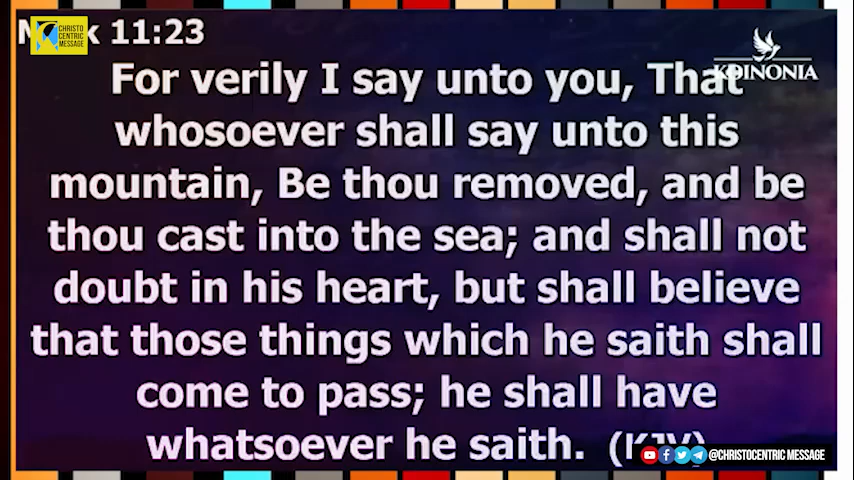 CHRISTO
CENTRIC
MESSAGE
11:23
KOINONIA
For verily I say unto you, That
whosoever shall say unto this
mountain, Be thou removed, and be
thou cast into the sea; and shall not
doubt in his heart, but shall believe
that those things which he saith shall
come to pass; he shall have
whatsoever he saith. (KJV)
@CHRISTOCENTRIC MESSAGE